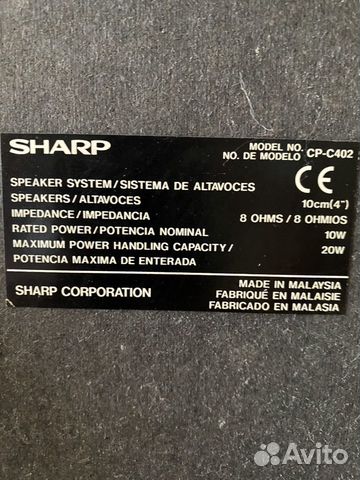 SHARP
MODEL NO.
NO. DE MODELO CP-C402
CE
SPEAKER SYSTEM/SISTEMA DE ALTAVOCES
SPEAKERS/ALTAVOCES 10cm(4")
IMPEDANCE/IMPEDANCIA 8 OHMS/8 OHMIOS
RATED POWER/POTENCIA NOMINAL 10W
MAXIMUM POWER HANDLING CAPACITY/ 20W
POTENCIA MAXIMA DE ENTERADA
SHARP CORPORATION
MADE IN MALAYSIA
FABRIQUÉ EN MALAISIE
FABRICADO EN MALASIA
Avito